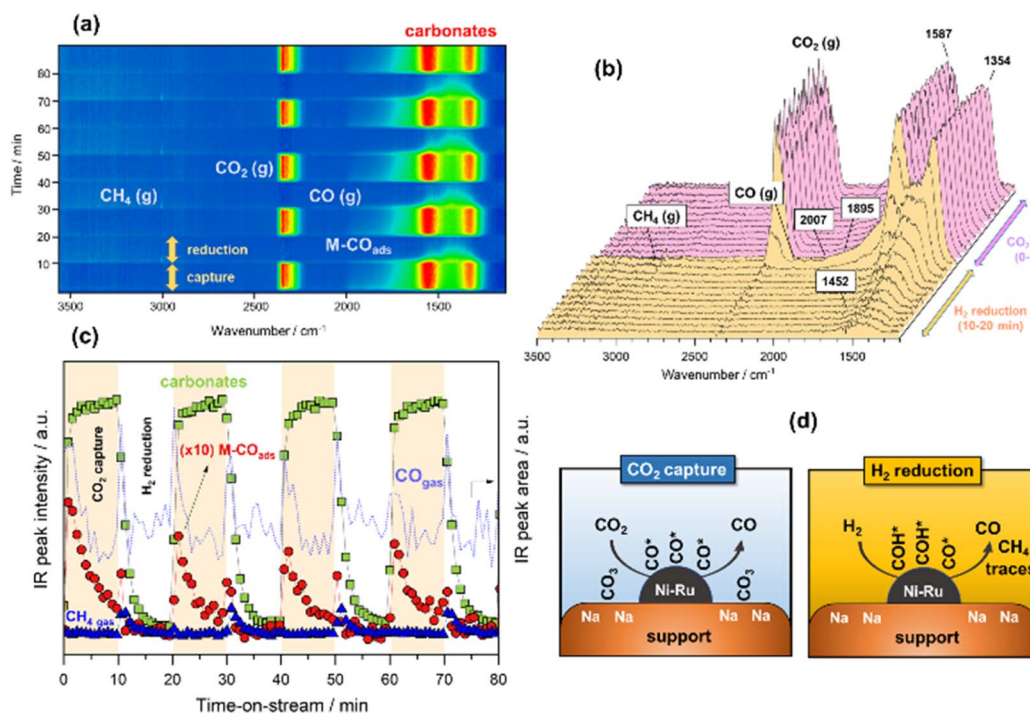 (a)
carbonates
Time / min
80
70
60
50
40
30
20
10
CO₂ (g)
CH₄ (g)
CO (g)
M-COads
reduction
capture
3500
3000
2500
2000
1500
Wavenumber / cm⁻¹
(b)
CO₂ (g)
1587
1354
CO (g)
CH₄ (g)
2007
1895
1452
CO₂
(0-
H₂ reduction
(10-20 min)
3500
3000
2500
2000
1500
Wavenumber / cm⁻¹
(c)
carbonates
(x10) M-COads
COgas
CO₂ capture
H₂ reduction
CH₄ gas
IR peak intensity / a.u.
IR peak area / a.u.
0
10
20
30
40
50
60
70
80
Time-on-stream / min
(d)
CO₂ capture
CO₂
CO
CO*
CO*
CO*
CO₃
CO₃
Ni-Ru
Na Na
Na Na
support
H₂ reduction
H₂
CO
CH₄
traces
COH*
COH*
CO*
Ni-Ru
Na Na
Na Na
support